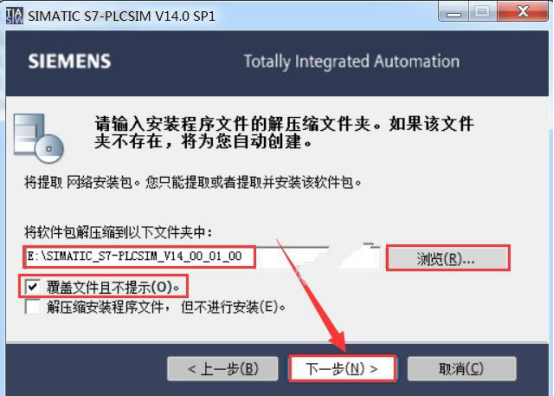 SIMATIC S7-PLCSIM V14.0 SP1
SIEMENS
Totally Integrated Automation
请输入安装程序文件的解压缩文件夹。如果该文件
夹不存在，将为您自动创建。
将提取 网络安装包。您只能提取或者提取并安装该软件包。
将软件包解压缩到以下文件夹中：
E:\SIMATIC_S7-PLCSIM_V14_00_01_00
浏览(R)...
覆盖文件且不提示(O)。
解压缩安装程序文件，但不进行安装(E)。
< 上一步(B)
下一步(N) >
取消(C)